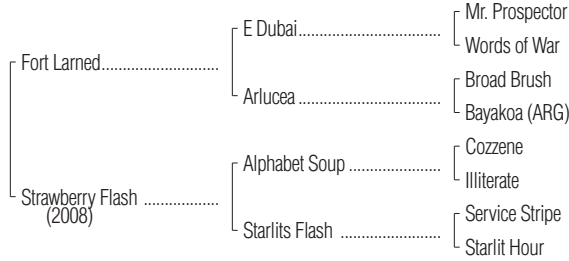 Mr. Prospector
E Dubai
Words of War
Fort Larned
Broad Brush
Arlucea
Bayakoa (ARG)
Cozzene
Alphabet Soup
Illiterate
Strawberry Flash
(2008)
Service Stripe
Starlits Flash
Starlit Hour